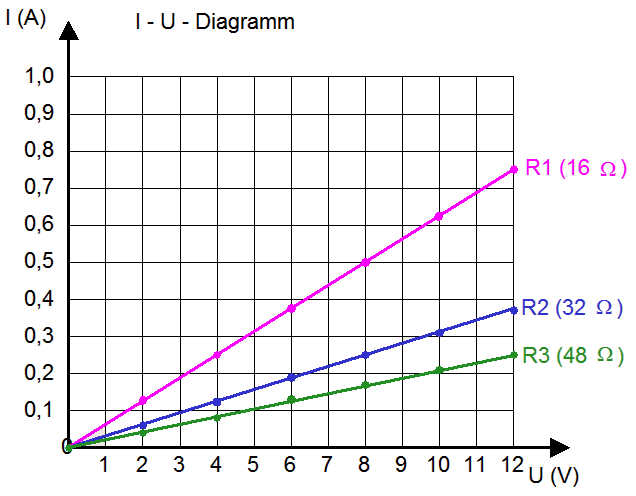 I (A)
I - U - Diagramm
1,0
0,9
0,8
0,7
0,6
0,5
0,4
0,3
0,2
0,1
0
R1 (16 Ω)
R2 (32 Ω)
R3 (48 Ω)
1 2 3 4 5 6 7 8 9 10 11 12
U (V)